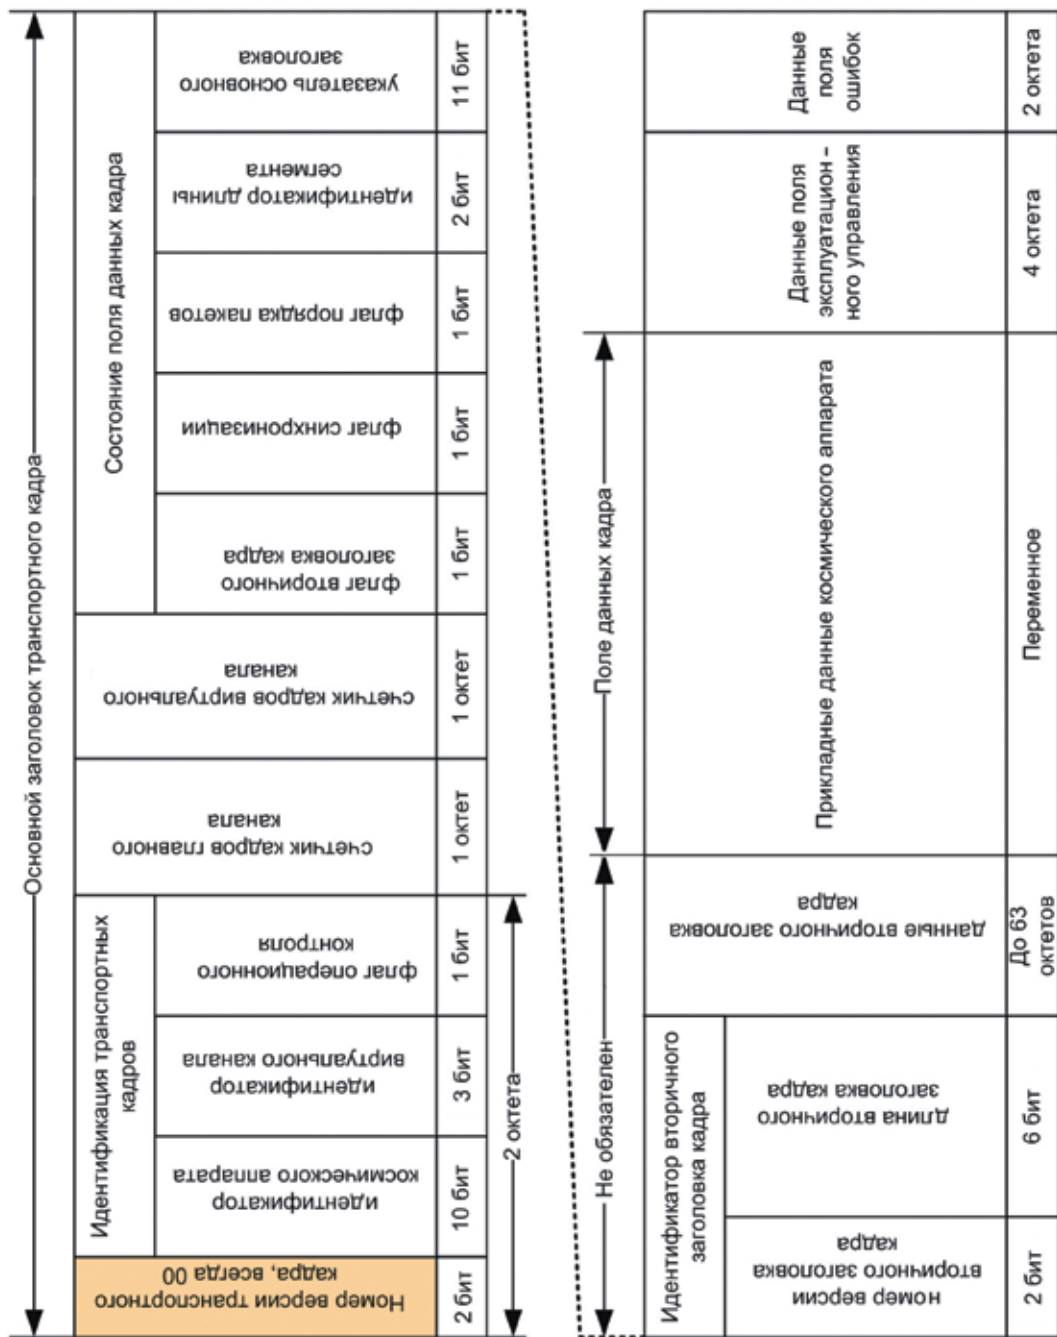 Основной заголовок транспортного кадра
Номер версии транспортного
кадра, всегда 00
2 бит
Идентификация транспортных
кадров
идентификатор
космического аппарата
10 бит
идентификатор
виртуального канала
3 бит
флаг операционного
контроля
1 бит
2 октета
счетчик кадров главного
канала
1 октет
счетчик кадров виртуального
канала
1 октет
Состояние поля данных кадра
флаг вторичного
заголовка кадра
1 бит
флаг синхронизации
1 бит
флаг порядка пакетов
1 бит
идентификатор длины
сегмента
2 бит
указатель основного
заголовка
11 бит
Не обязателен
Идентификатор вторичного
заголовка кадра
номер версии
вторичного заголовка
кадра
2 бит
длина вторичного
заголовка кадра
6 бит
данные вторичного заголовка
кадра
До 63
октетов
Поле данных кадра
Прикладные данные космического аппарата
Переменное
Данные поля
эксплуатацион –
ного управления
4 октета
Данные
поля
ошибок
2 октета